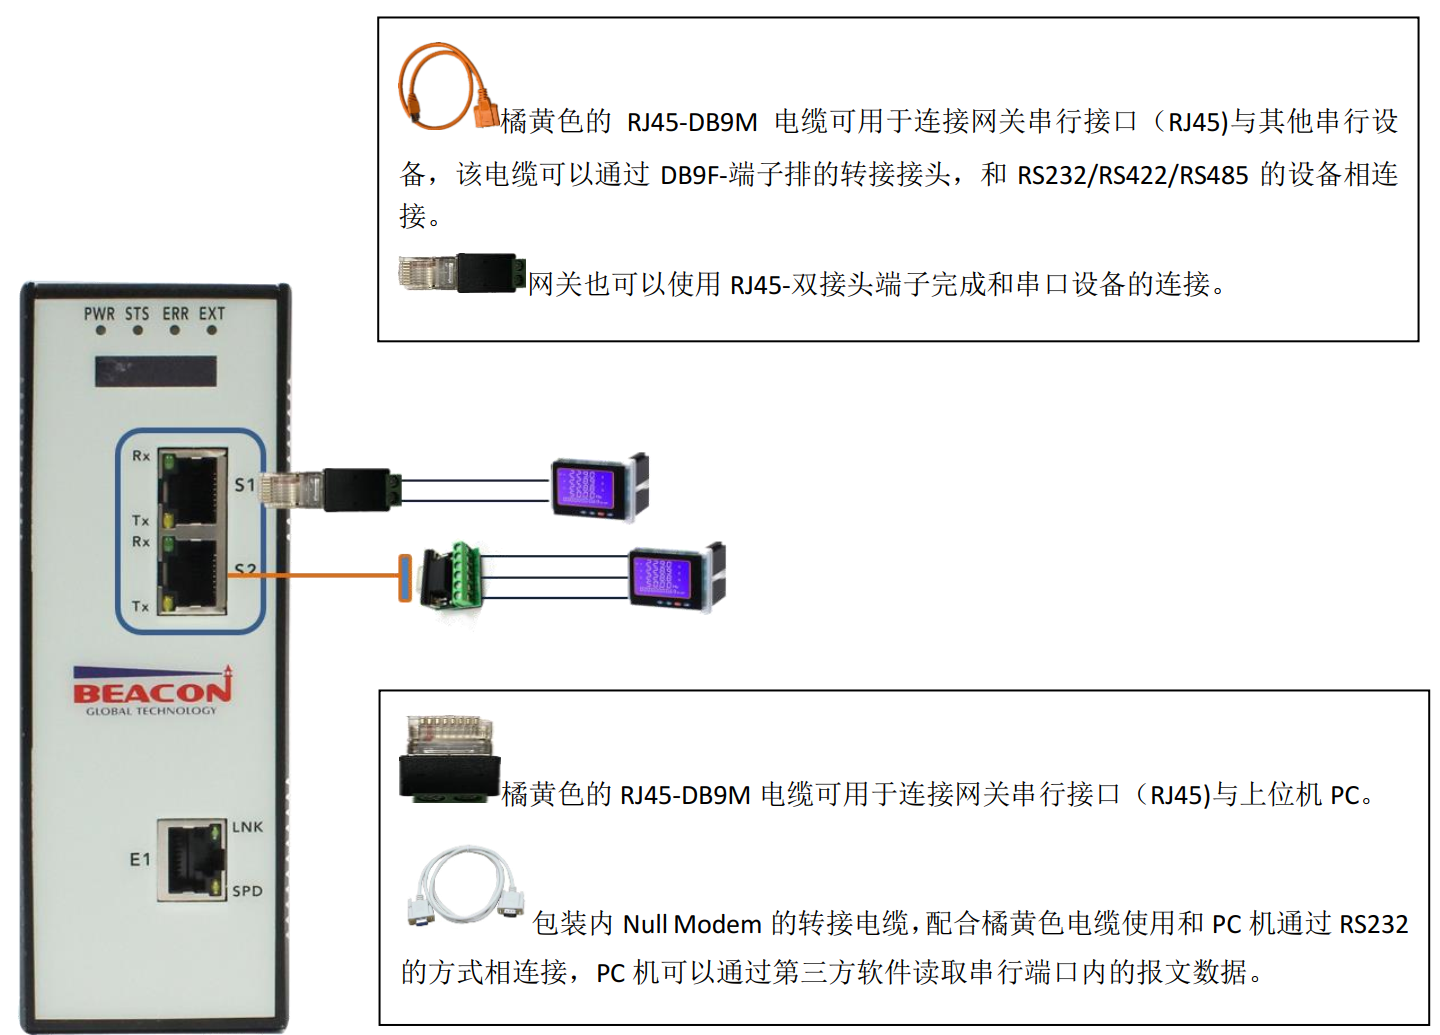 橘黄色的 RJ45-DB9M 电缆可用于连接网关串行接口（RJ45)与其他串行设
备，该电缆可以通过 DB9F-端子排的转接接头，和 RS232/RS422/RS485 的设备相连
接。
网关也可以使用 RJ45-双接头端子完成和串口设备的连接。
PWR STS ERR EXT
Rx
S1
Tx
Rx
S2
Tx
BEACON
GLOBAL TECHNOLOGY
LNK
E1
SPD
橘黄色的 RJ45-DB9M 电缆可用于连接网关串行接口（RJ45)与上位机 PC。
包装内 Null Modem 的转接电缆，配合橘黄色电缆使用和 PC 机通过 RS232
的方式相连接，PC 机可以通过第三方软件读取串行端口内的报文数据。